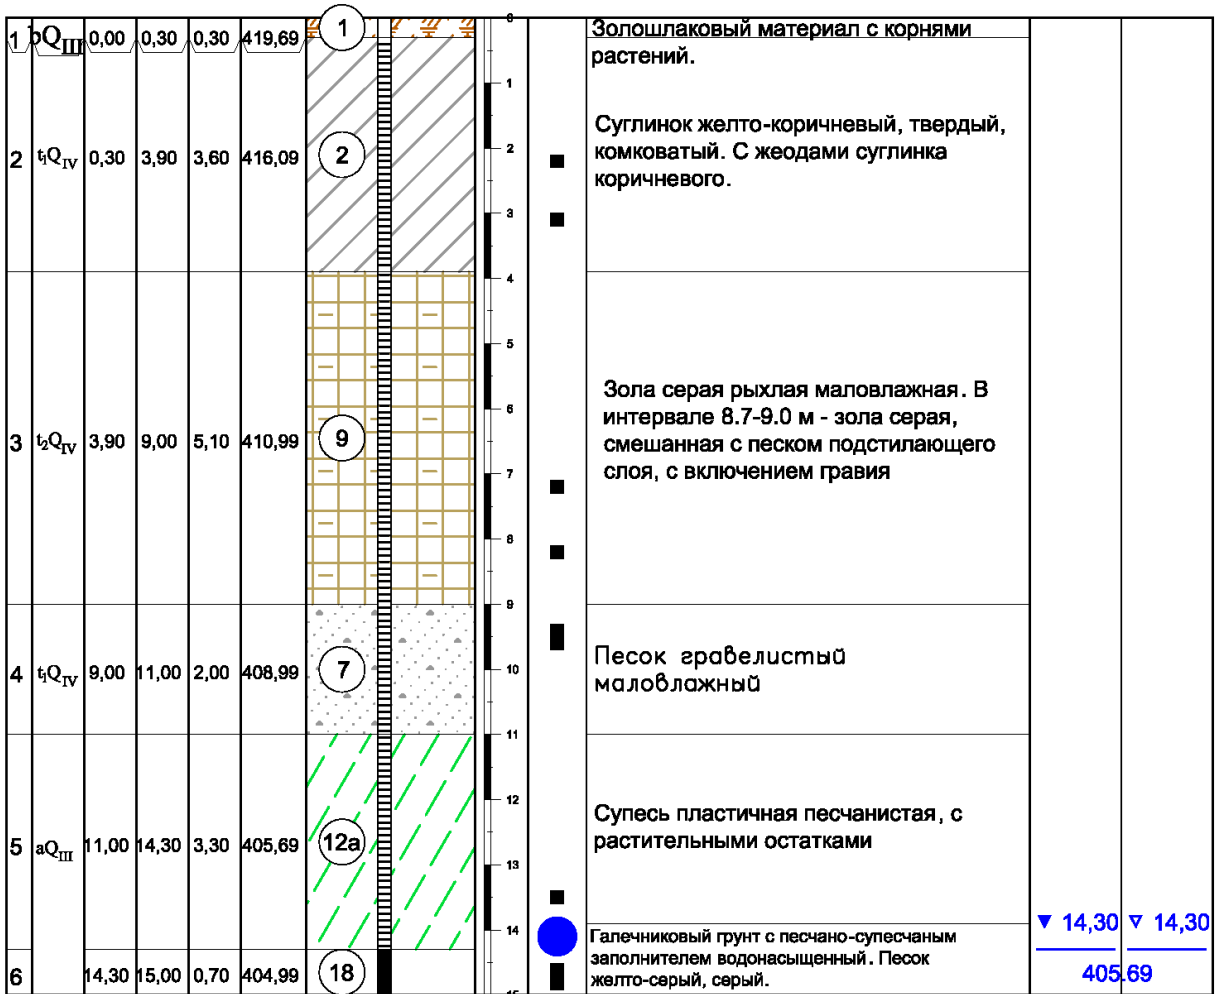 1 bQIII 0,00 0,30 0,30 419,69 1
0
Золошлаковый материал с корнями
растений.
1
2 t1QIV 0,30 3,90 3,60 416,09 2
2
Суглинок желто-коричневый, твердый,
комковатый. С жеодами суглинка
коричневого.
3
4
5
3 t2QIV 3,90 9,00 5,10 410,99 9
6
Зола серая рыхлая маловлажная. В
интервале 8.7-9.0 м - зола серая,
смешанная с песком подстилающего
слоя, с включением гравия
7
8
9
4 t1QIV 9,00 11,00 2,00 408,99 7
10
Песок гравелистый
маловлажный
11
12
5 aQIII 11,00 14,30 3,30 405,69 12а
Супесь пластичная песчанистая, с
растительными остатками
13
14
▼ 14,30 ▽ 14,30
405.69
6 14,30 15,00 0,70 404,99 18
Галечниковый грунт с песчано-супесчаным
заполнителем водонасыщенный. Песок
желто-серый, серый.
15